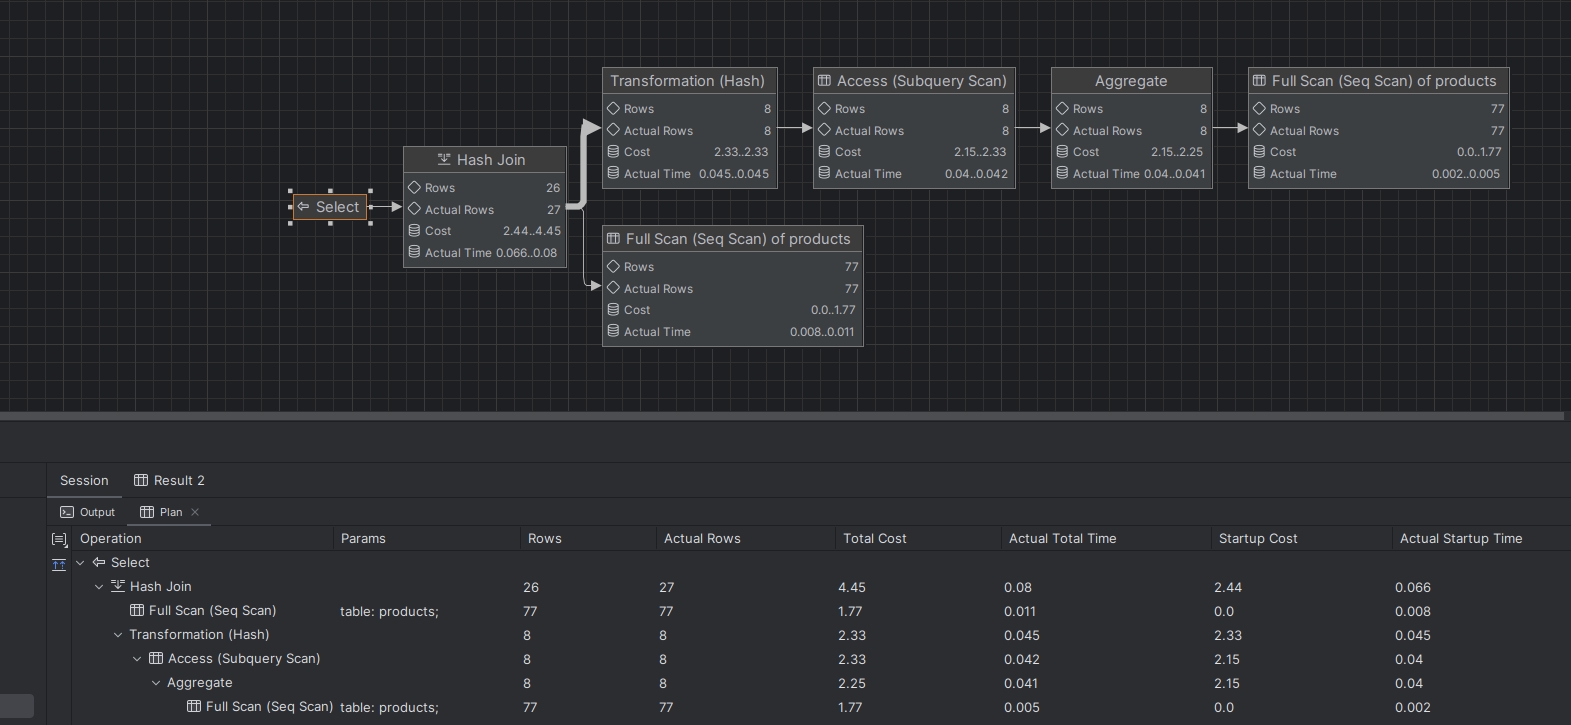 Transformation (Hash)
Rows 8
Actual Rows 8
Cost 2.33..2.33
Actual Time 0.045..0.045
Access (Subquery Scan)
Rows 8
Actual Rows 8
Cost 2.15..2.33
Actual Time 0.04..0.042
Aggregate
Rows 8
Actual Rows 8
Cost 2.15..2.25
Actual Time 0.04..0.041
Full Scan (Seq Scan) of products
Rows 77
Actual Rows 77
Cost 0.0..1.77
Actual Time 0.002..0.005
Select
Hash Join
Rows 26
Actual Rows 27
Cost 2.44..4.45
Actual Time 0.066..0.08
Full Scan (Seq Scan) of products
Rows 77
Actual Rows 77
Cost 0.0..1.77
Actual Time 0.008..0.011
Session Result 2
Output Plan
Operation Params Rows Actual Rows Total Cost Actual Total Time Startup Cost Actual Startup Time
Select
Hash Join 26 27 4.45 0.08 2.44 0.066
Full Scan (Seq Scan) table: products; 77 77 1.77 0.011 0.0 0.008
Transformation (Hash) 8 8 2.33 0.045 2.33 0.045
Access (Subquery Scan) 8 8 2.33 0.042 2.15 0.04
Aggregate 8 8 2.25 0.041 2.15 0.04
Full Scan (Seq Scan) table: products; 77 77 1.77 0.005 0.0 0.002